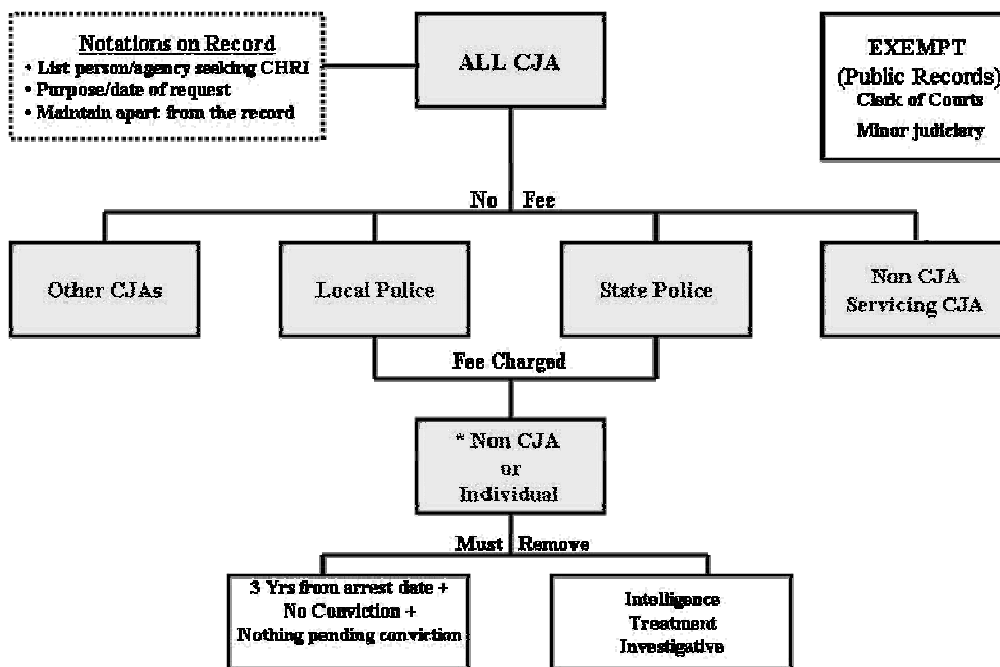 Notations on Record
• List person/agency seeking CHRI
• Purpose/date of request
• Maintain apart from the record
ALL CJA
EXEMPT
(Public Records)
Clerk of Courts
Minor judiciary
No Fee
Other CJAs
Local Police
State Police
Non CJA
Servicing CJA
Fee Charged
* Non CJA
or
Individual
Must Remove
3 Yrs from arrest date +
No Conviction +
Nothing pending conviction
Intelligence
Treatment
Investigative